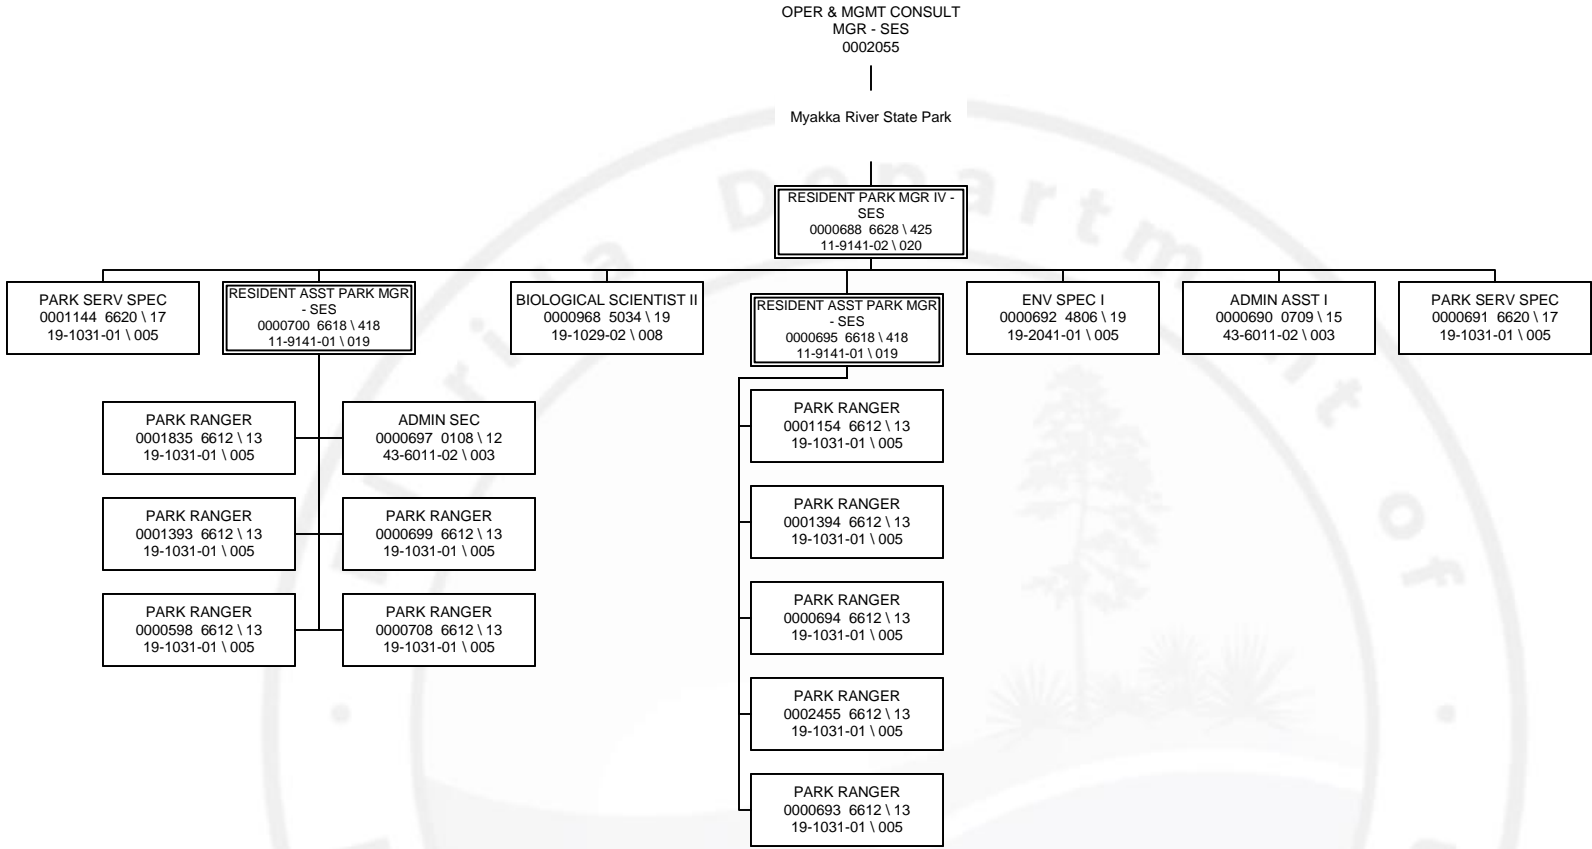 OPER & MGMT CONSULT
MGR - SES
0002055
Myakka River State Park
RESIDENT PARK MGR IV -
SES
0000688 6628 \ 425
11-9141-02 \ 020
PARK SERV SPEC
0001144 6620 \ 17
19-1031-01 \ 005
RESIDENT ASST PARK MGR
- SES
0000700 6618 \ 418
11-9141-01 \ 019
BIOLOGICAL SCIENTIST II
0000968 5034 \ 19
19-1029-02 \ 008
RESIDENT ASST PARK MGR
- SES
0000695 6618 \ 418
11-9141-01 \ 019
ENV SPEC I
0000692 4806 \ 19
19-2041-01 \ 005
ADMIN ASST I
0000690 0709 \ 15
43-6011-02 \ 003
PARK SERV SPEC
0000691 6620 \ 17
19-1031-01 \ 005
PARK RANGER
0001835 6612 \ 13
19-1031-01 \ 005
ADMIN SEC
0000697 0108 \ 12
43-6011-02 \ 003
PARK RANGER
0001393 6612 \ 13
19-1031-01 \ 005
PARK RANGER
0000699 6612 \ 13
19-1031-01 \ 005
PARK RANGER
0000598 6612 \ 13
19-1031-01 \ 005
PARK RANGER
0000708 6612 \ 13
19-1031-01 \ 005
PARK RANGER
0001154 6612 \ 13
19-1031-01 \ 005
PARK RANGER
0001394 6612 \ 13
19-1031-01 \ 005
PARK RANGER
0000694 6612 \ 13
19-1031-01 \ 005
PARK RANGER
0002455 6612 \ 13
19-1031-01 \ 005
PARK RANGER
0000693 6612 \ 13
19-1031-01 \ 005
Department of